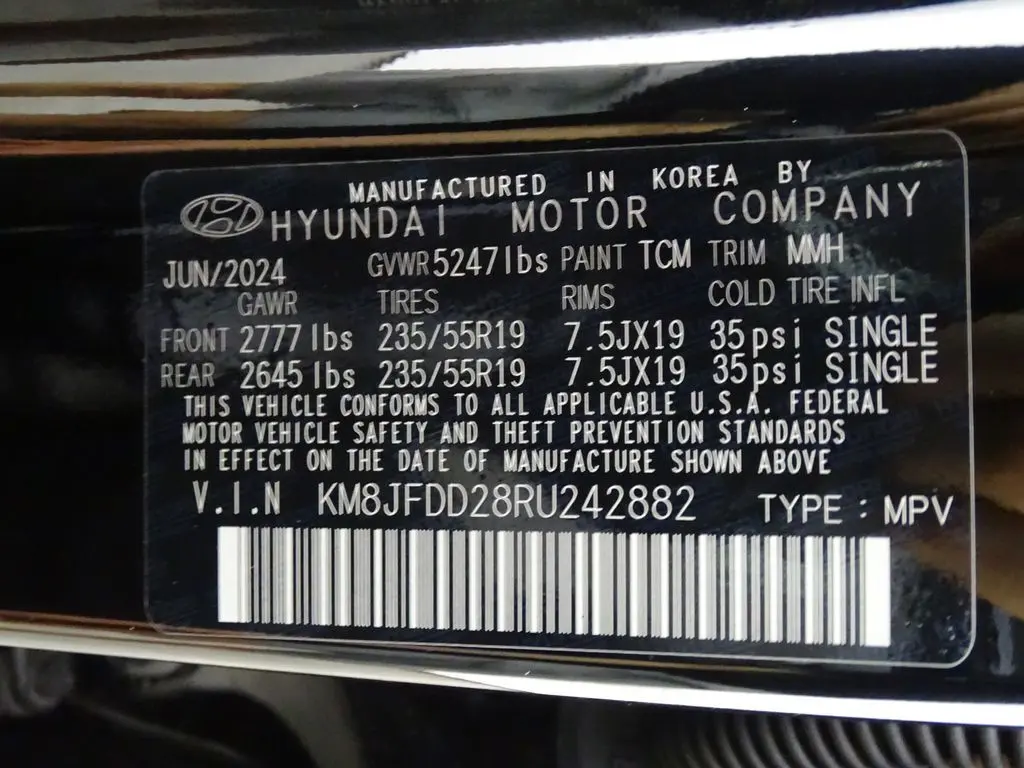 MANUFACTURED IN KOREA BY
HYUNDAI MOTOR COMPANY
JUN/2024 GVWR 5247lbs PAINT TCM TRIM MMH
GAWR TIRES RIMS COLD TIRE INFL
FRONT 2777lbs 235/55R19 7.5JX19 35psi SINGLE
REAR 2645lbs 235/55R19 7.5JX19 35psi SINGLE
THIS VEHICLE CONFORMS TO ALL APPLICABLE U.S.A. FEDERAL
MOTOR VEHICLE SAFETY AND THEFT PREVENTION STANDARDS
IN EFFECT ON THE DATE OF MANUFACTURE SHOWN ABOVE
V.I.N KM8JFDD28RU242882 TYPE : MPV